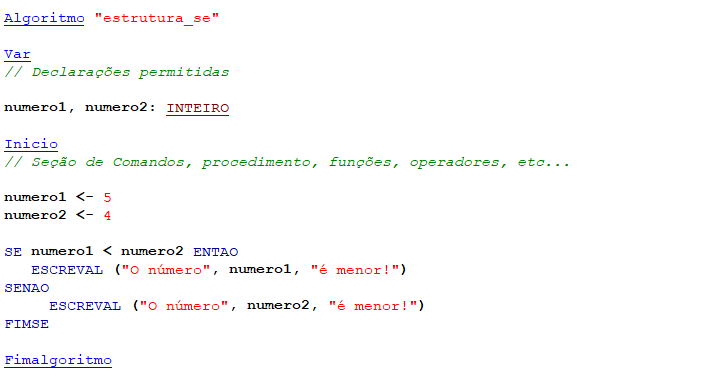 Algoritmo "estrutura_se"
Var
// Declarações permitidas
numero1, numero2: INTEIRO
Inicio
// Seção de Comandos, procedimento, funções, operadores, etc...
numero1 <- 5
numero2 <- 4
SE numero1 < numero2 ENTAO
ESCREVAL ("O número", numero1, "é menor!")
SENAO
ESCREVAL ("O número", numero2, "é menor!")
FIMSE
Fimalgoritmo